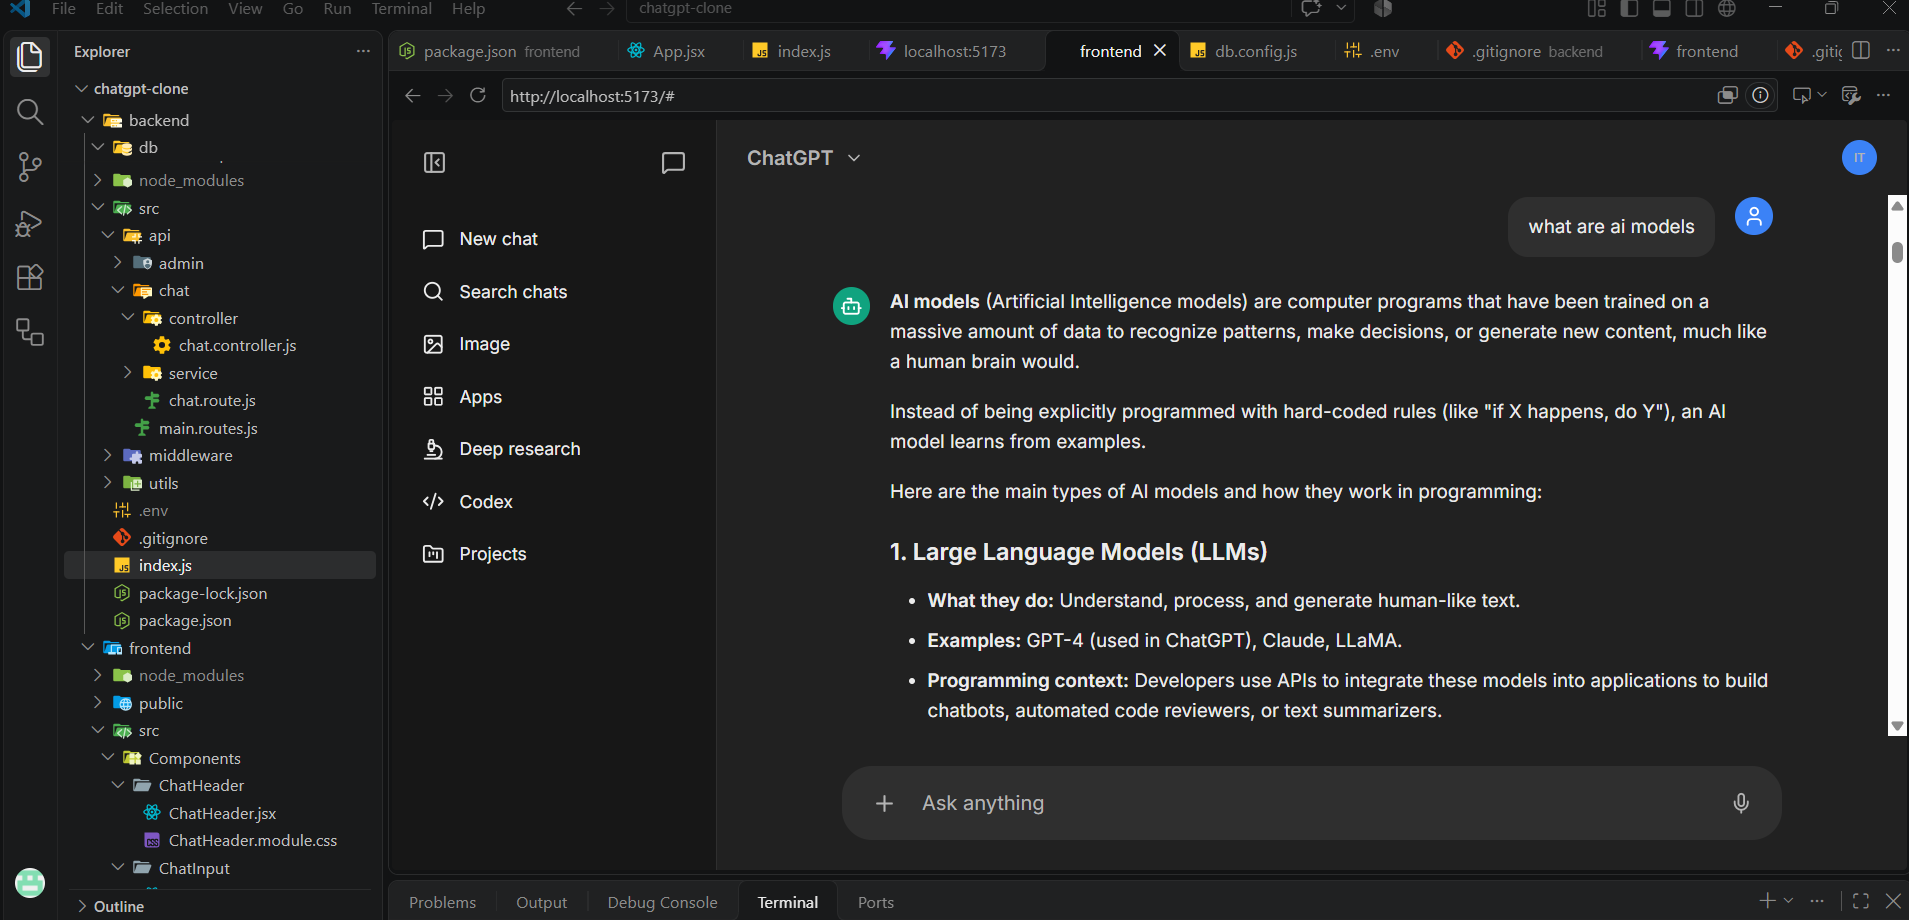 File Edit Selection View Go Run Terminal Help
chatgpt-clone
Explorer
package.json frontend
App.jsx
index.js
localhost:5173
frontend
db.config.js
.env
.gitignore backend
frontend
chatgpt-clone
backend
db
node_modules
src
api
admin
chat
controller
chat.controller.js
service
chat.route.js
main.routes.js
middleware
utils
.env
.gitignore
index.js
package-lock.json
package.json
frontend
node_modules
public
src
Components
ChatHeader
ChatHeader.jsx
ChatHeader.module.css
ChatInput
Outline
http://localhost:5173/#
New chat
Search chats
Image
Apps
Deep research
Codex
Projects
ChatGPT
IT
what are ai models
AI models (Artificial Intelligence models) are computer programs that have been trained on a
massive amount of data to recognize patterns, make decisions, or generate new content, much like
a human brain would.
Instead of being explicitly programmed with hard-coded rules (like "if X happens, do Y"), an AI
model learns from examples.
Here are the main types of AI models and how they work in programming:
1. Large Language Models (LLMs)
• What they do: Understand, process, and generate human-like text.
• Examples: GPT-4 (used in ChatGPT), Claude, LLaMA.
• Programming context: Developers use APIs to integrate these models into applications to build
chatbots, automated code reviewers, or text summarizers.
Ask anything
Problems Output Debug Console Terminal Ports